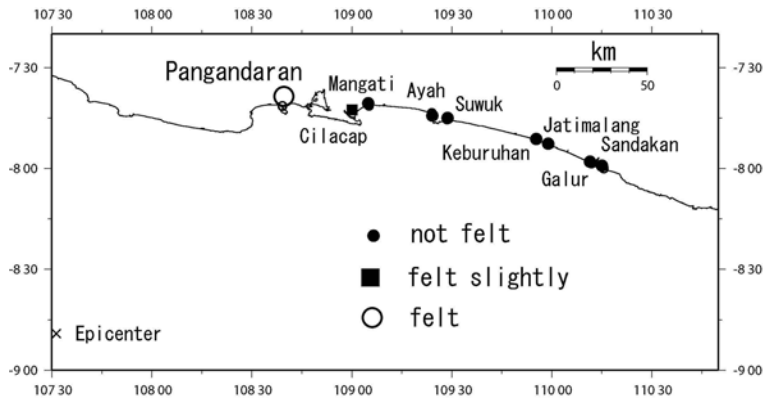 107 30 108 00 108 30 109 00 109 30 110 00 110 30
-7 30 -7 30
km
0 50
Pangandaran
Mangati
Ayah
Suwuk
Cilacap
Jatimalang
Keburuhan
Sandakan
Galur
-8 00 -8 00
not felt
felt slightly
felt
-8 30 -8 30
Epicenter
-9 00 -9 00
107 30 108 00 108 30 109 00 109 30 110 00 110 30